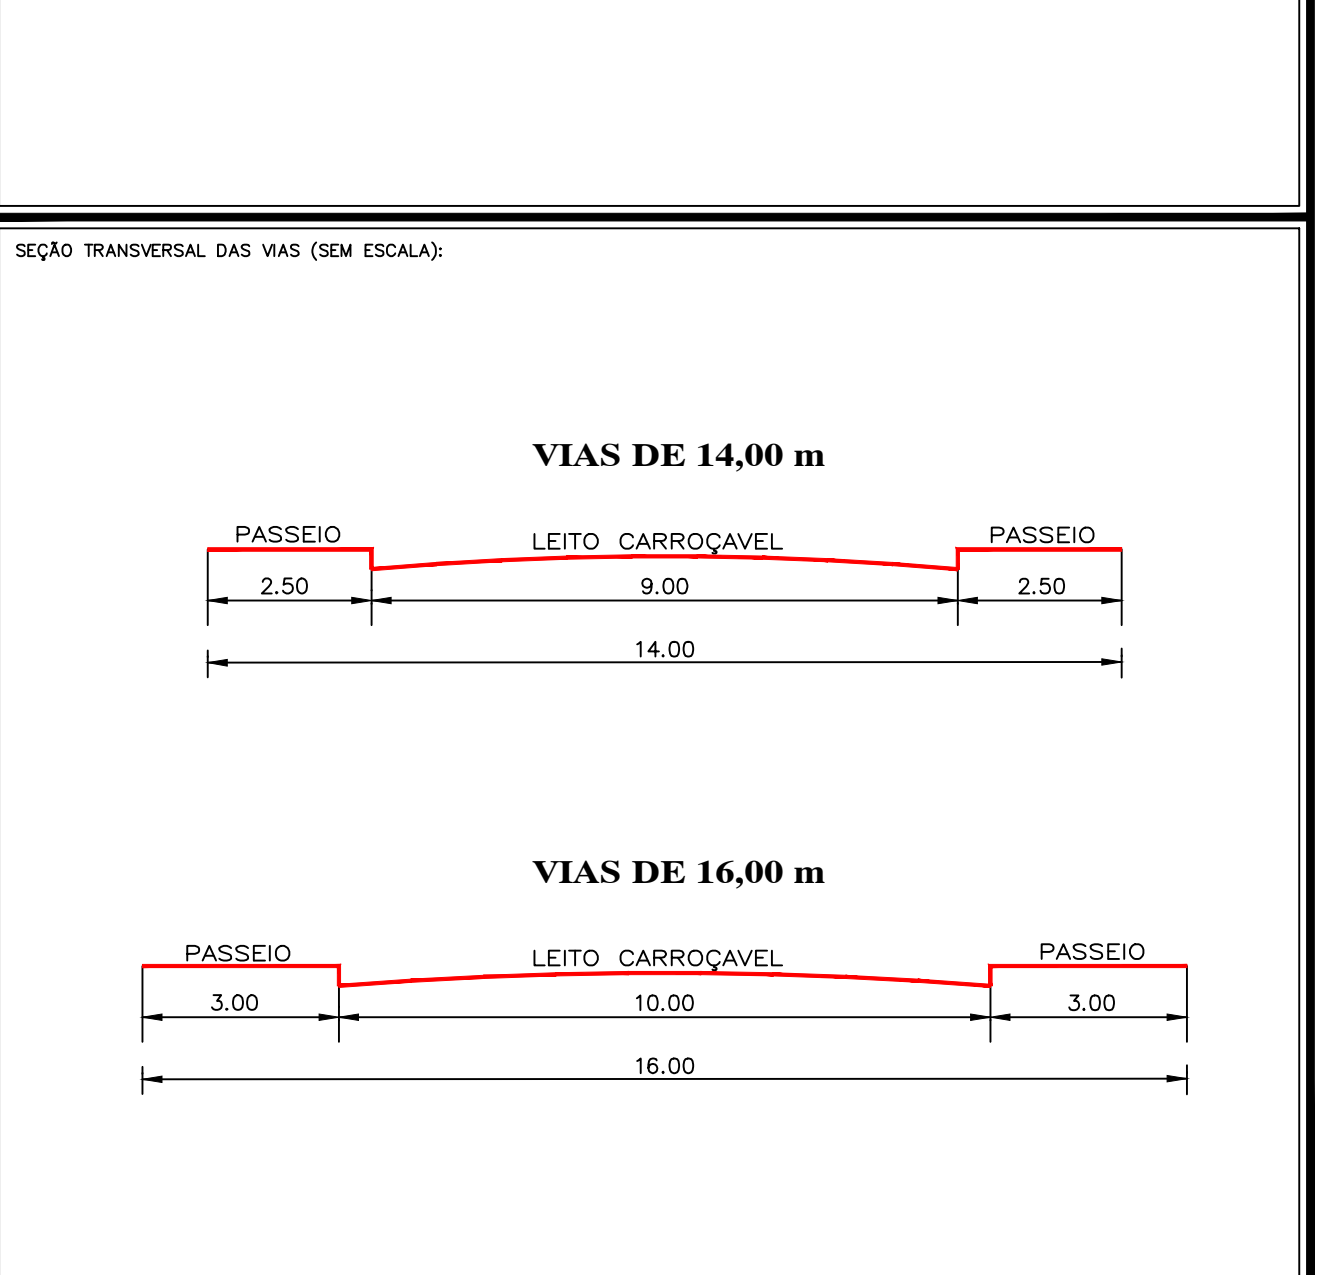 SEÇÃO TRANSVERSAL DAS VIAS (SEM ESCALA):
VIAS DE 14,00 m
PASSEIO LEITO CARROÇAVEL PASSEIO
2.50 9.00 2.50
14.00
VIAS DE 16,00 m
PASSEIO LEITO CARROÇAVEL PASSEIO
3.00 10.00 3.00
16.00